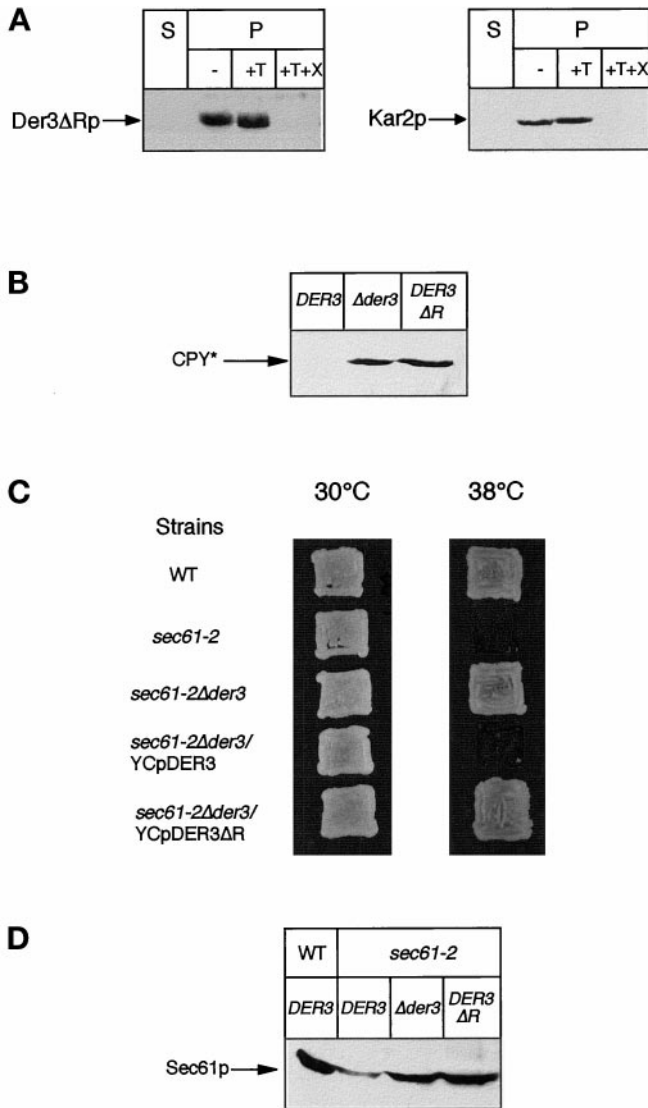 A
S P
- +T +T+X
Der3ΔRp
S P
- +T +T+X
Kar2p
B
DER3 Δder3 DER3
ΔR
CPY*
C
30°C 38°C
Strains
WT
sec61-2
sec61-2Δder3
sec61-2Δder3/
YCpDER3
sec61-2Δder3/
YCpDER3ΔR
D
WT sec61-2
DER3 DER3 Δder3 DER3
ΔR
Sec61p